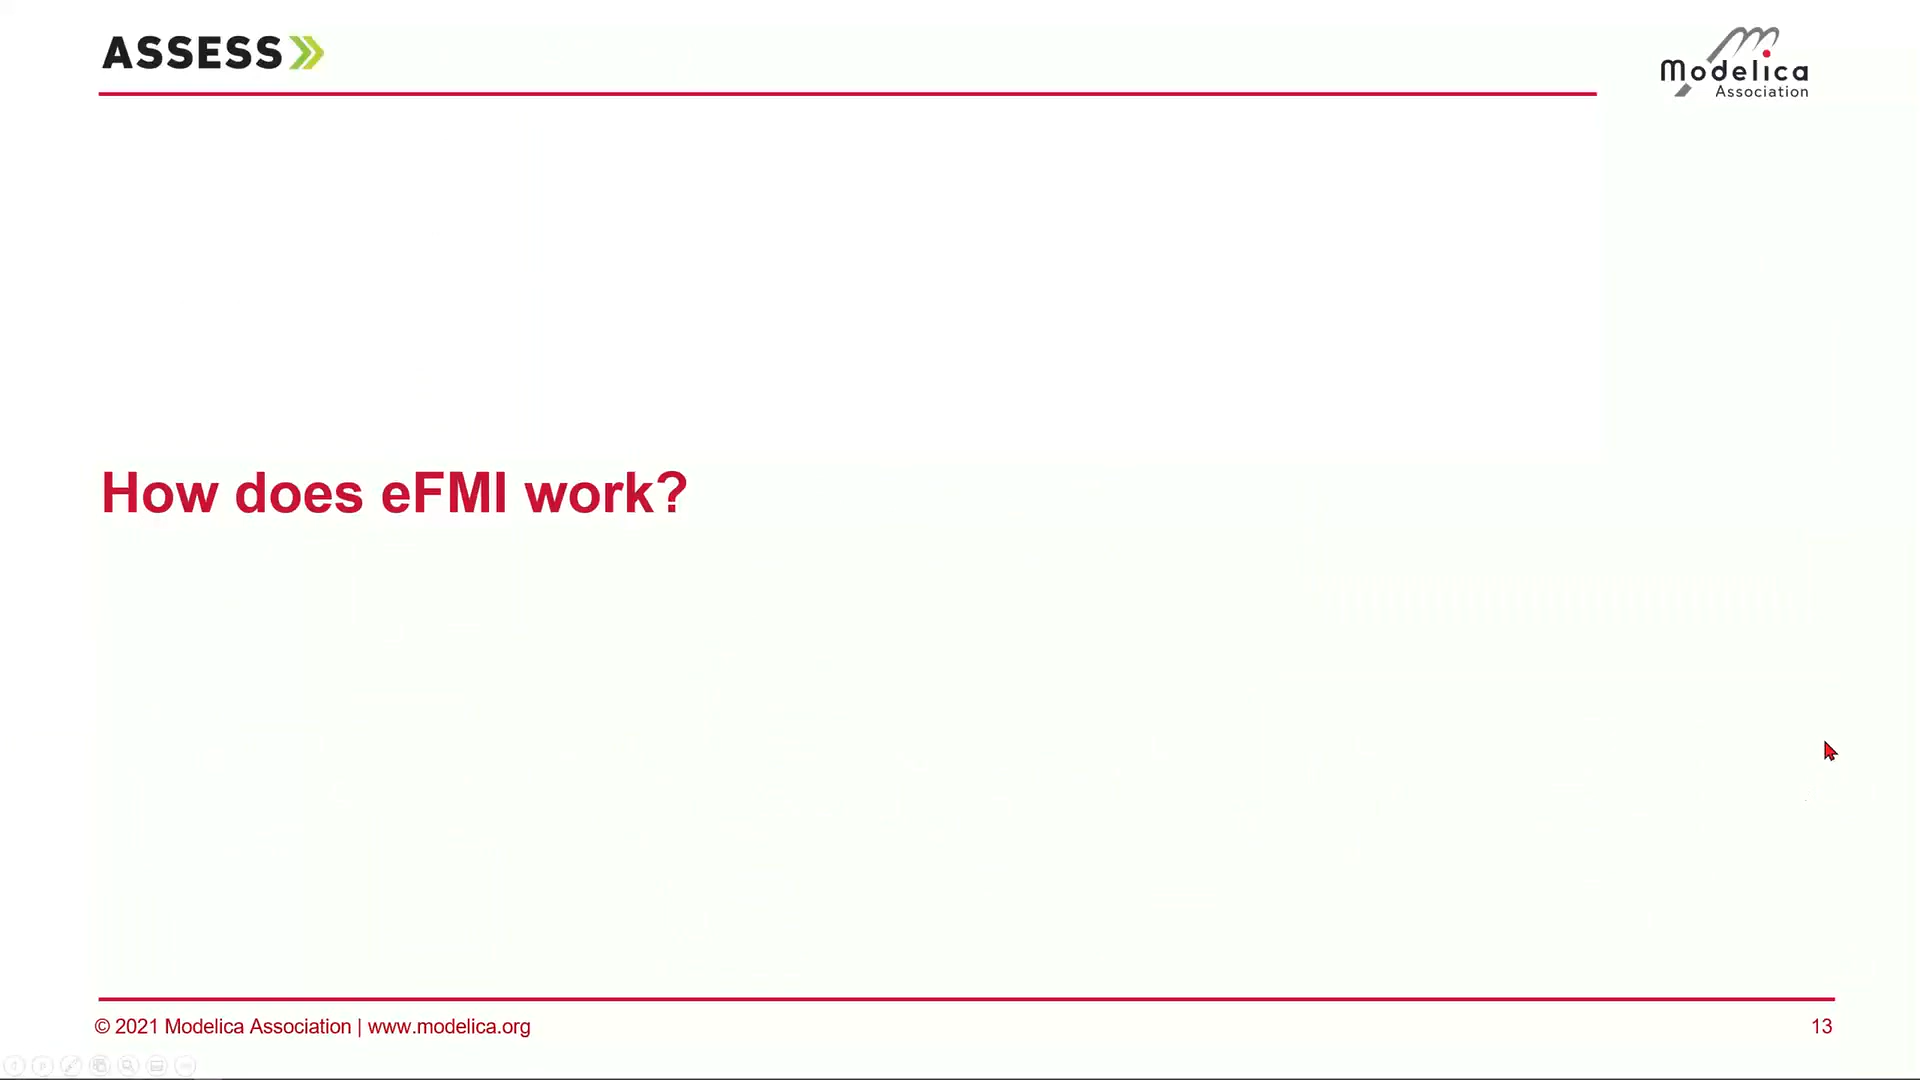 ASSESS
Modelica
Association
How does eFMI work?
© 2021 Modelica Association | www.modelica.org
13